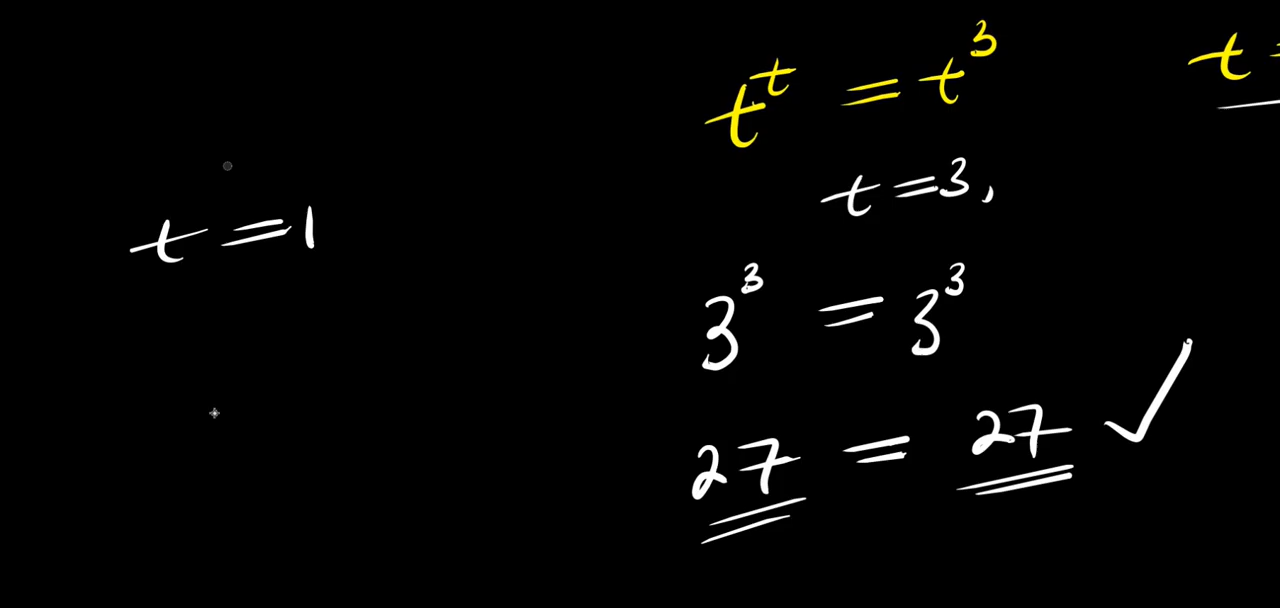 t^t = t^3
t =
t = 3,
t = 1
3^3 = 3^3
27 = 27 ✓